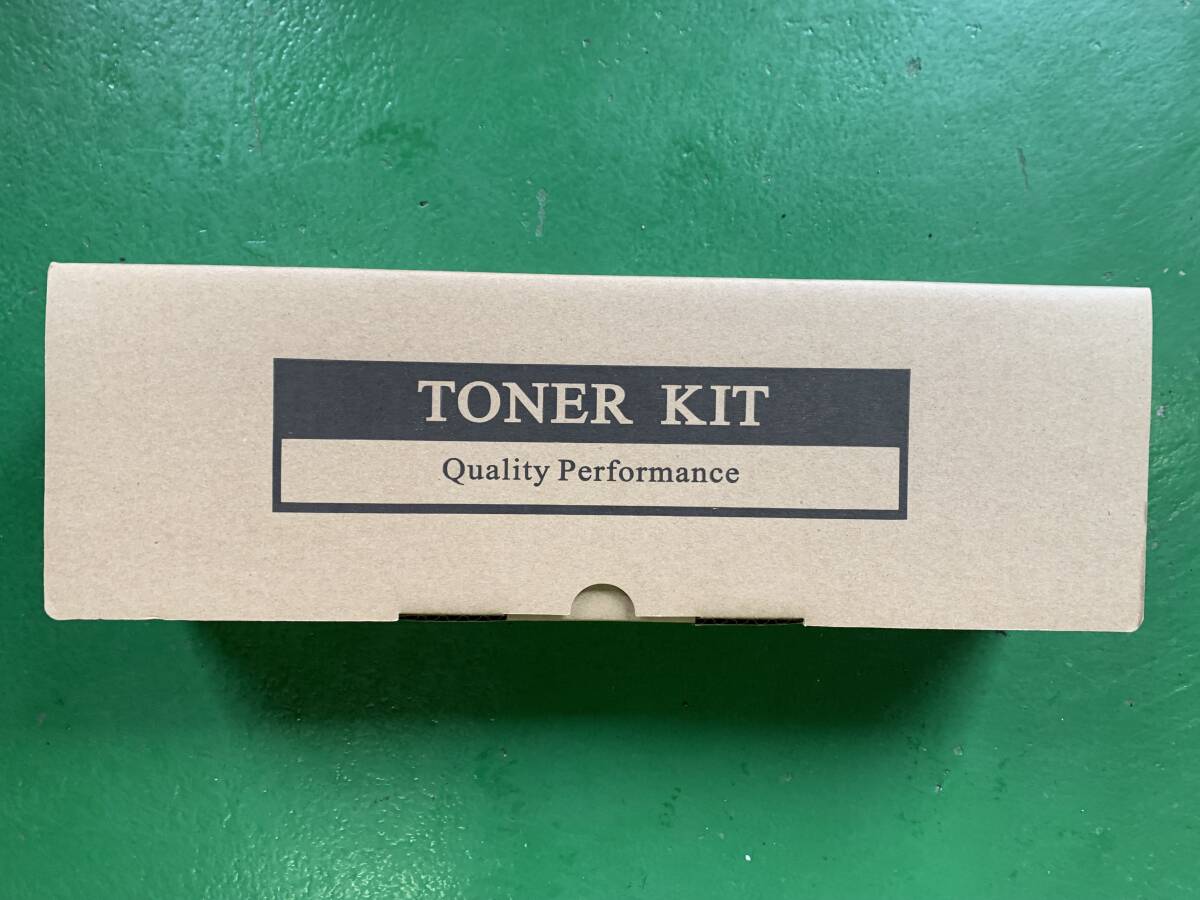 TONER KIT
Quality Performance